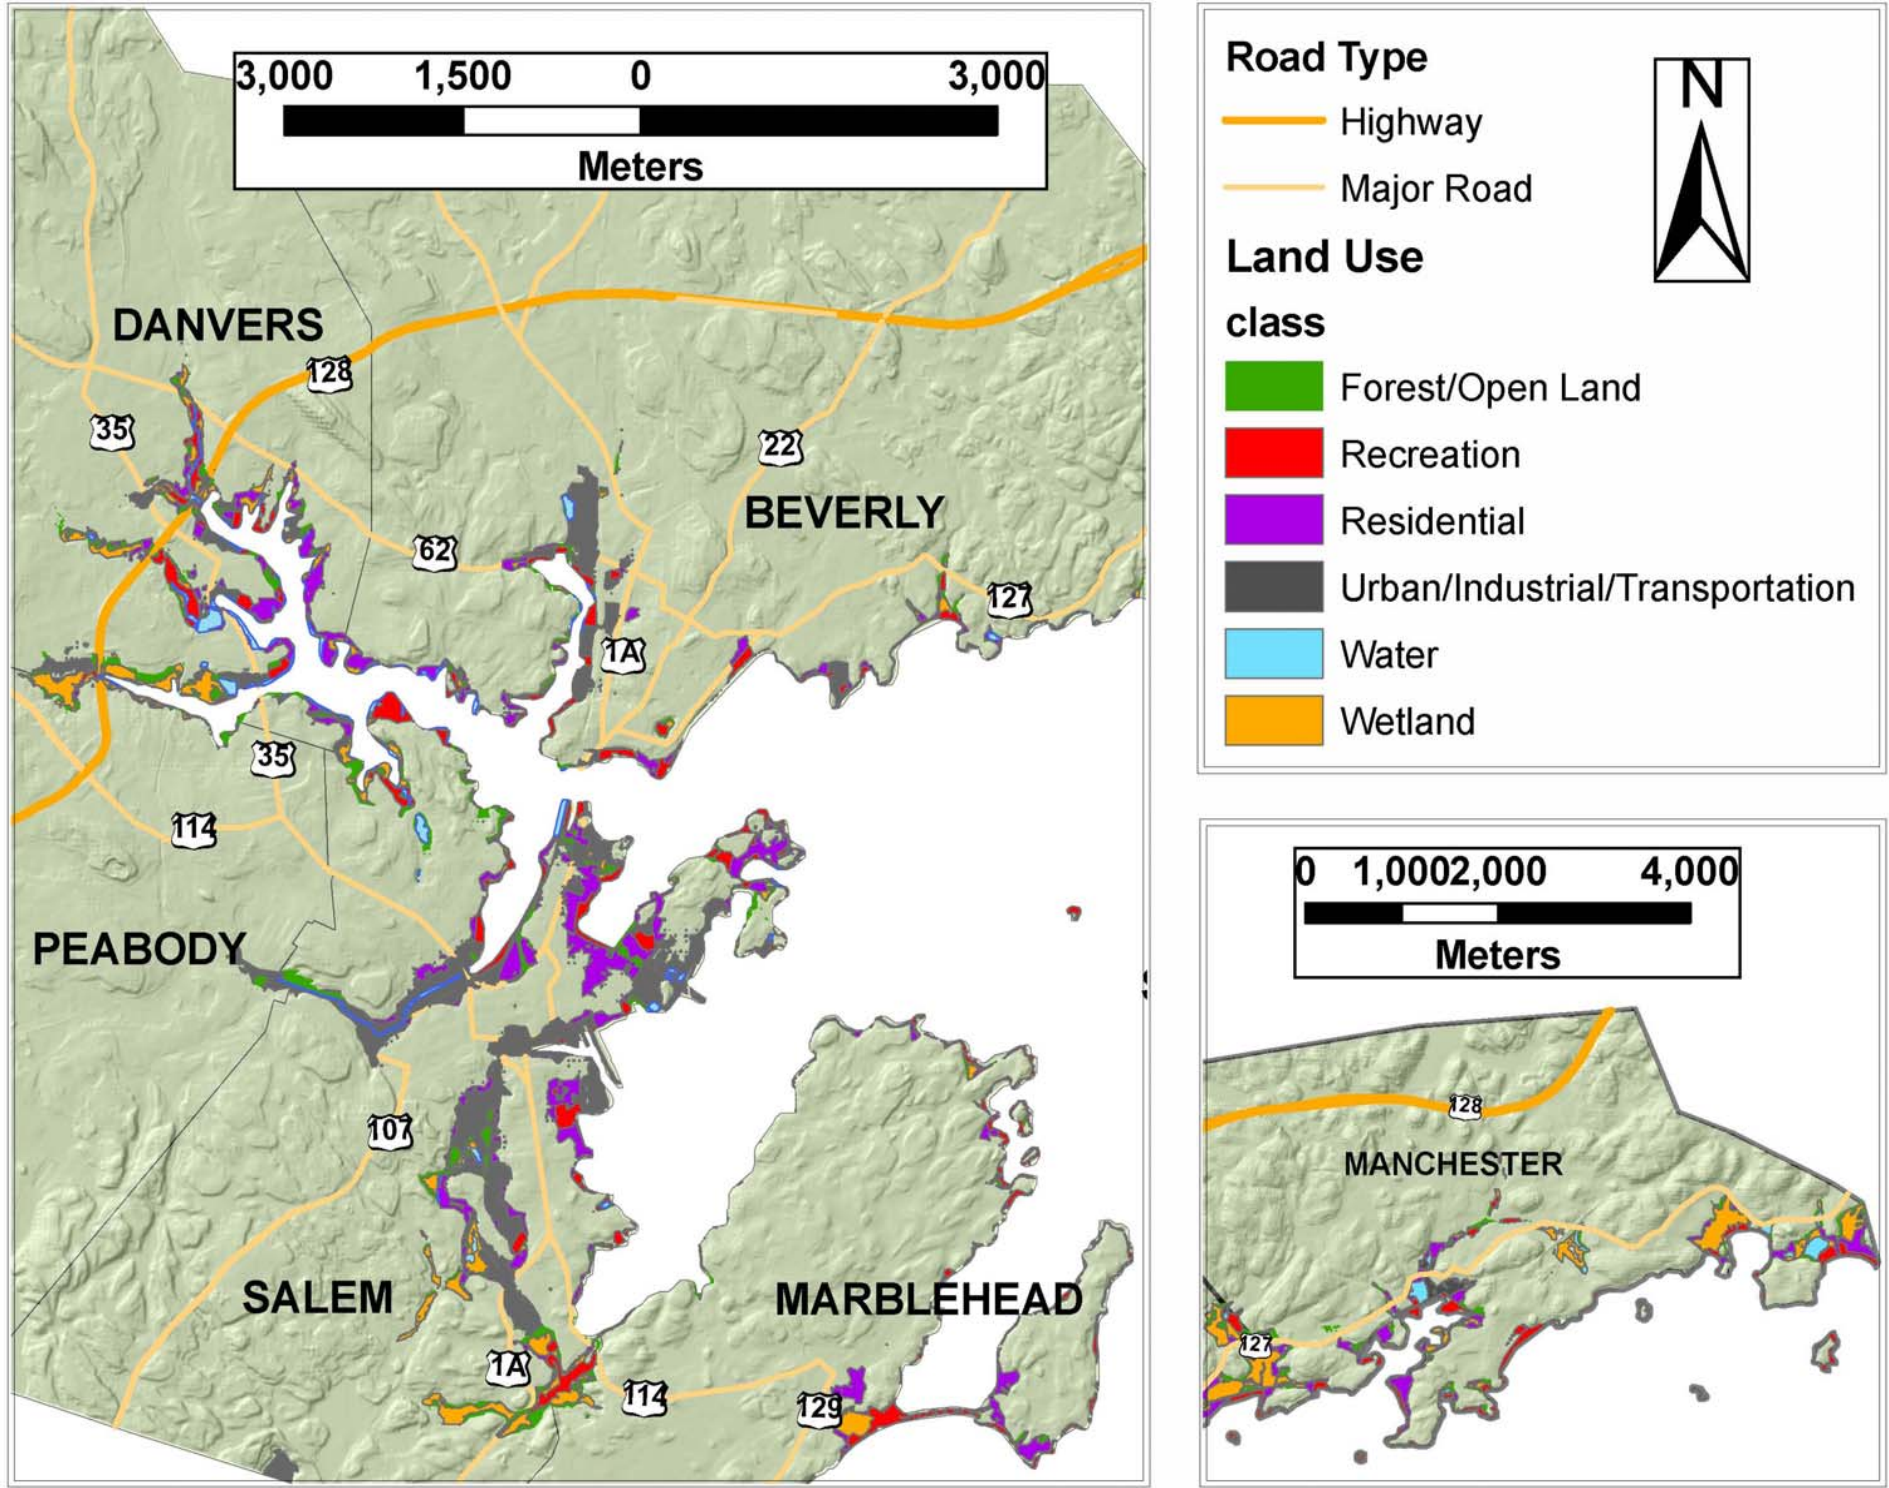 3,000 1,500 0 3,000
Meters
DANVERS
128
35
22
BEVERLY
62
127
1A
35
114
PEABODY
107
SALEM
MARBLEHEAD
1A
114
129
Road Type
Highway
Major Road
N
Land Use
class
Forest/Open Land
Recreation
Residential
Urban/Industrial/Transportation
Water
Wetland
0 1,000 2,000 4,000
Meters
128
MANCHESTER
127